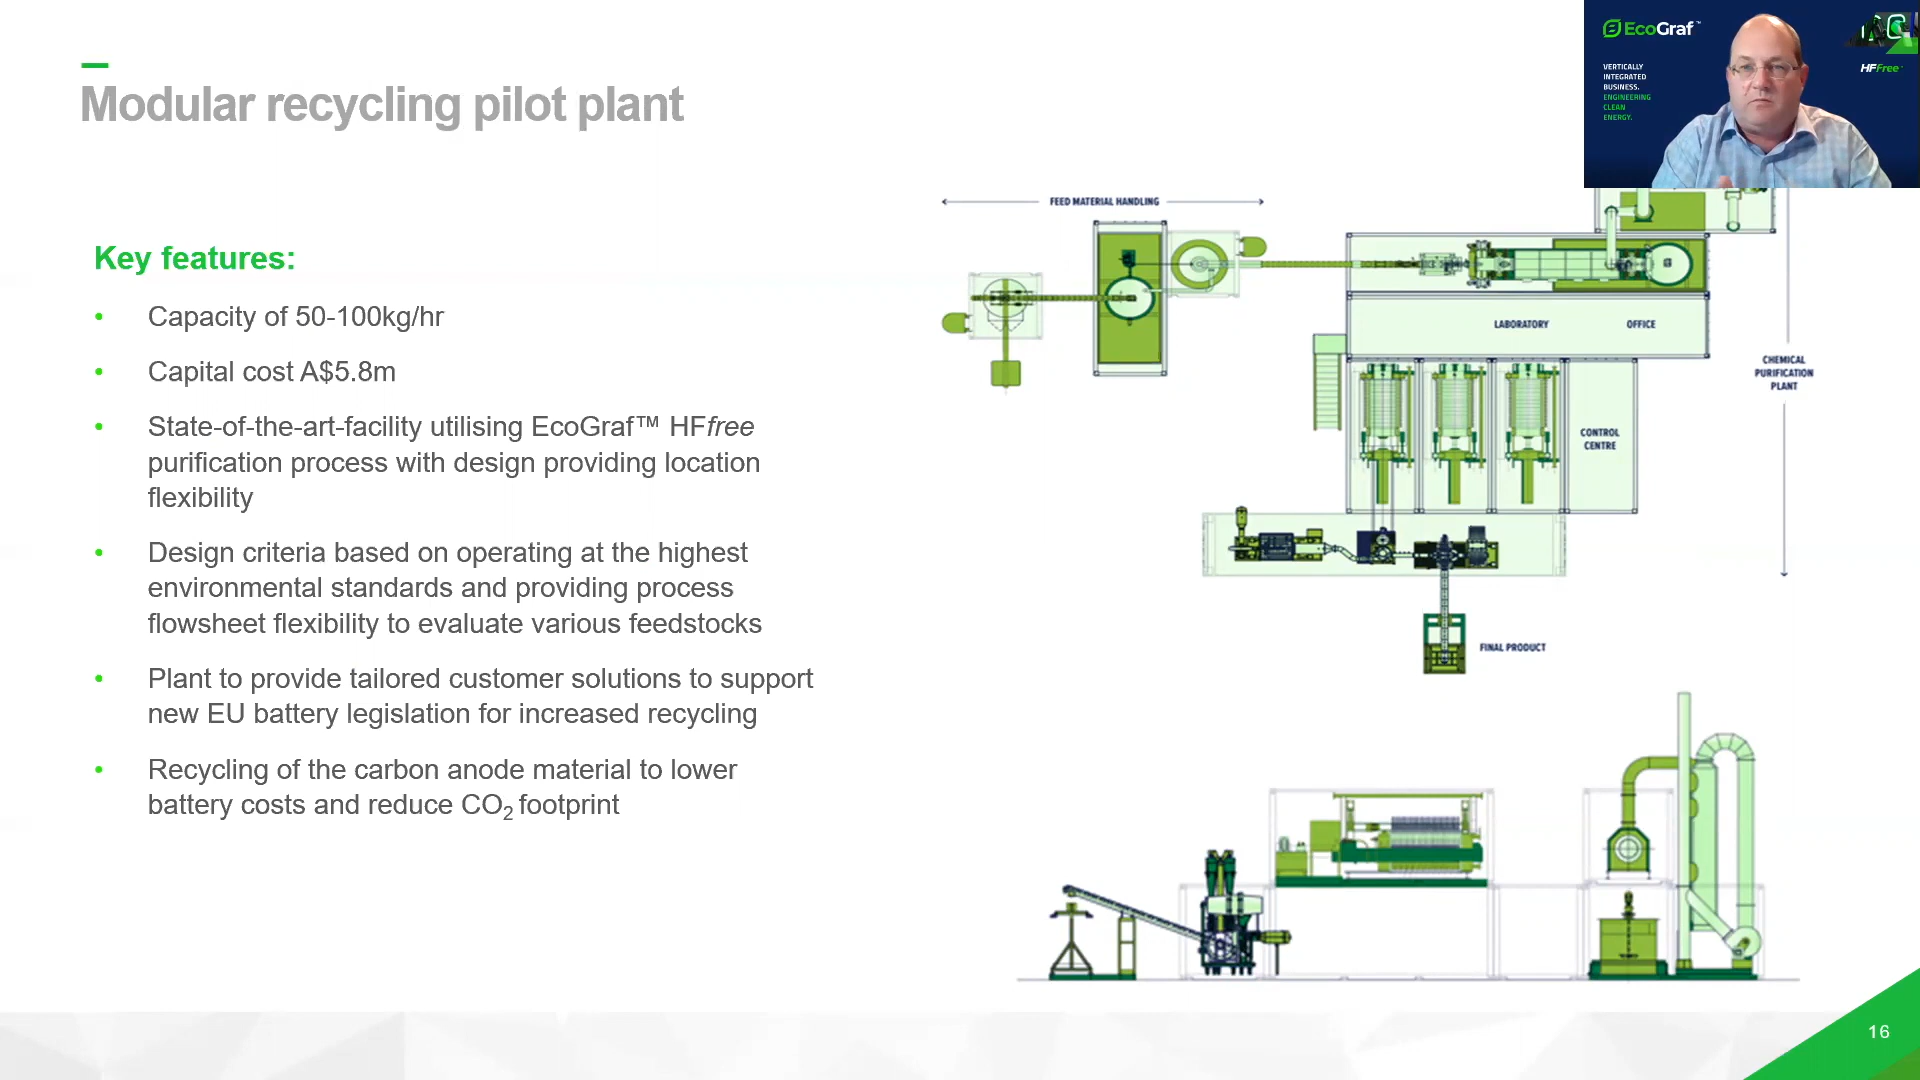 Modular recycling pilot plant
Key features:
• Capacity of 50-100kg/hr
• Capital cost A$5.8m
• State-of-the-art-facility utilising EcoGraf™ HFfree
purification process with design providing location
flexibility
• Design criteria based on operating at the highest
environmental standards and providing process
flowsheet flexibility to evaluate various feedstocks
• Plant to provide tailored customer solutions to support
new EU battery legislation for increased recycling
• Recycling of the carbon anode material to lower
battery costs and reduce CO₂ footprint
EcoGraf™
VERTICALLY
INTEGRATED
BUSINESS.
ENGINEERING
CLEAN
ENERGY.
HFFree
FEED MATERIAL HANDLING
LABORATORY
OFFICE
CHEMICAL
PURIFICATION
PLANT
CONTROL
CENTRE
FINAL PRODUCT
16